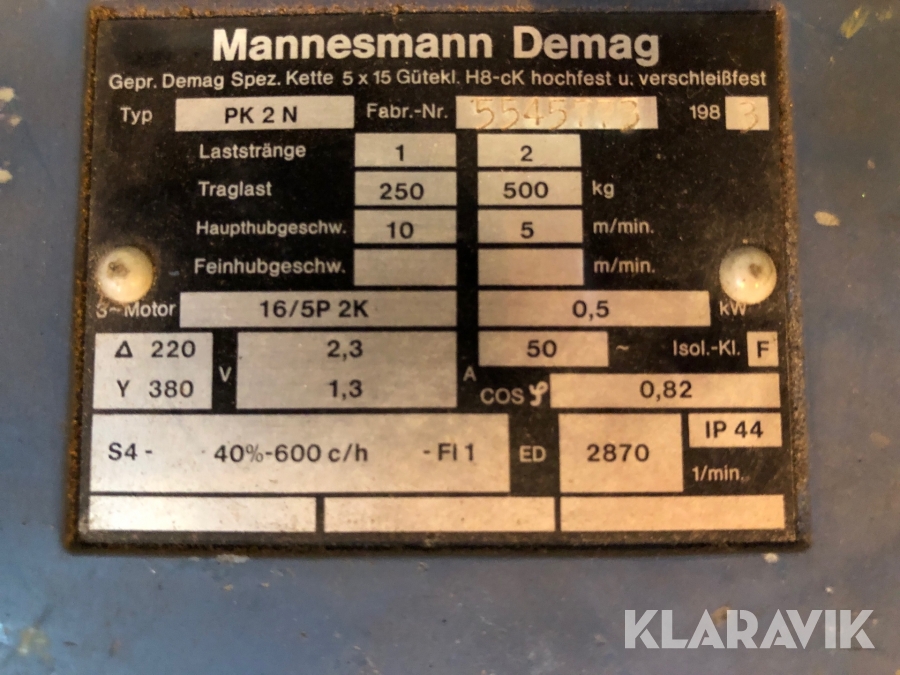 Mannesmann Demag
Gepr. Demag Spez. Kette 5 x 15 Gütekl. H8-cK hochfest u. verschleißfest
Typ PK 2 N Fabr.-Nr. 5545773 198 3
Laststränge 1 2
Traglast 250 500 kg
Haupthubgeschw. 10 5 m/min.
Feinhubgeschw. m/min.
3~Motor 16/5P 2K 0,5 kW
Δ 220 V 2,3 A 50 ~ Isol.-Kl. F
Y 380 1,3 COS φ 0,82
S4 - 40%-600 c/h - FI 1 ED 2870 IP 44
1/min.
KLARAVIK